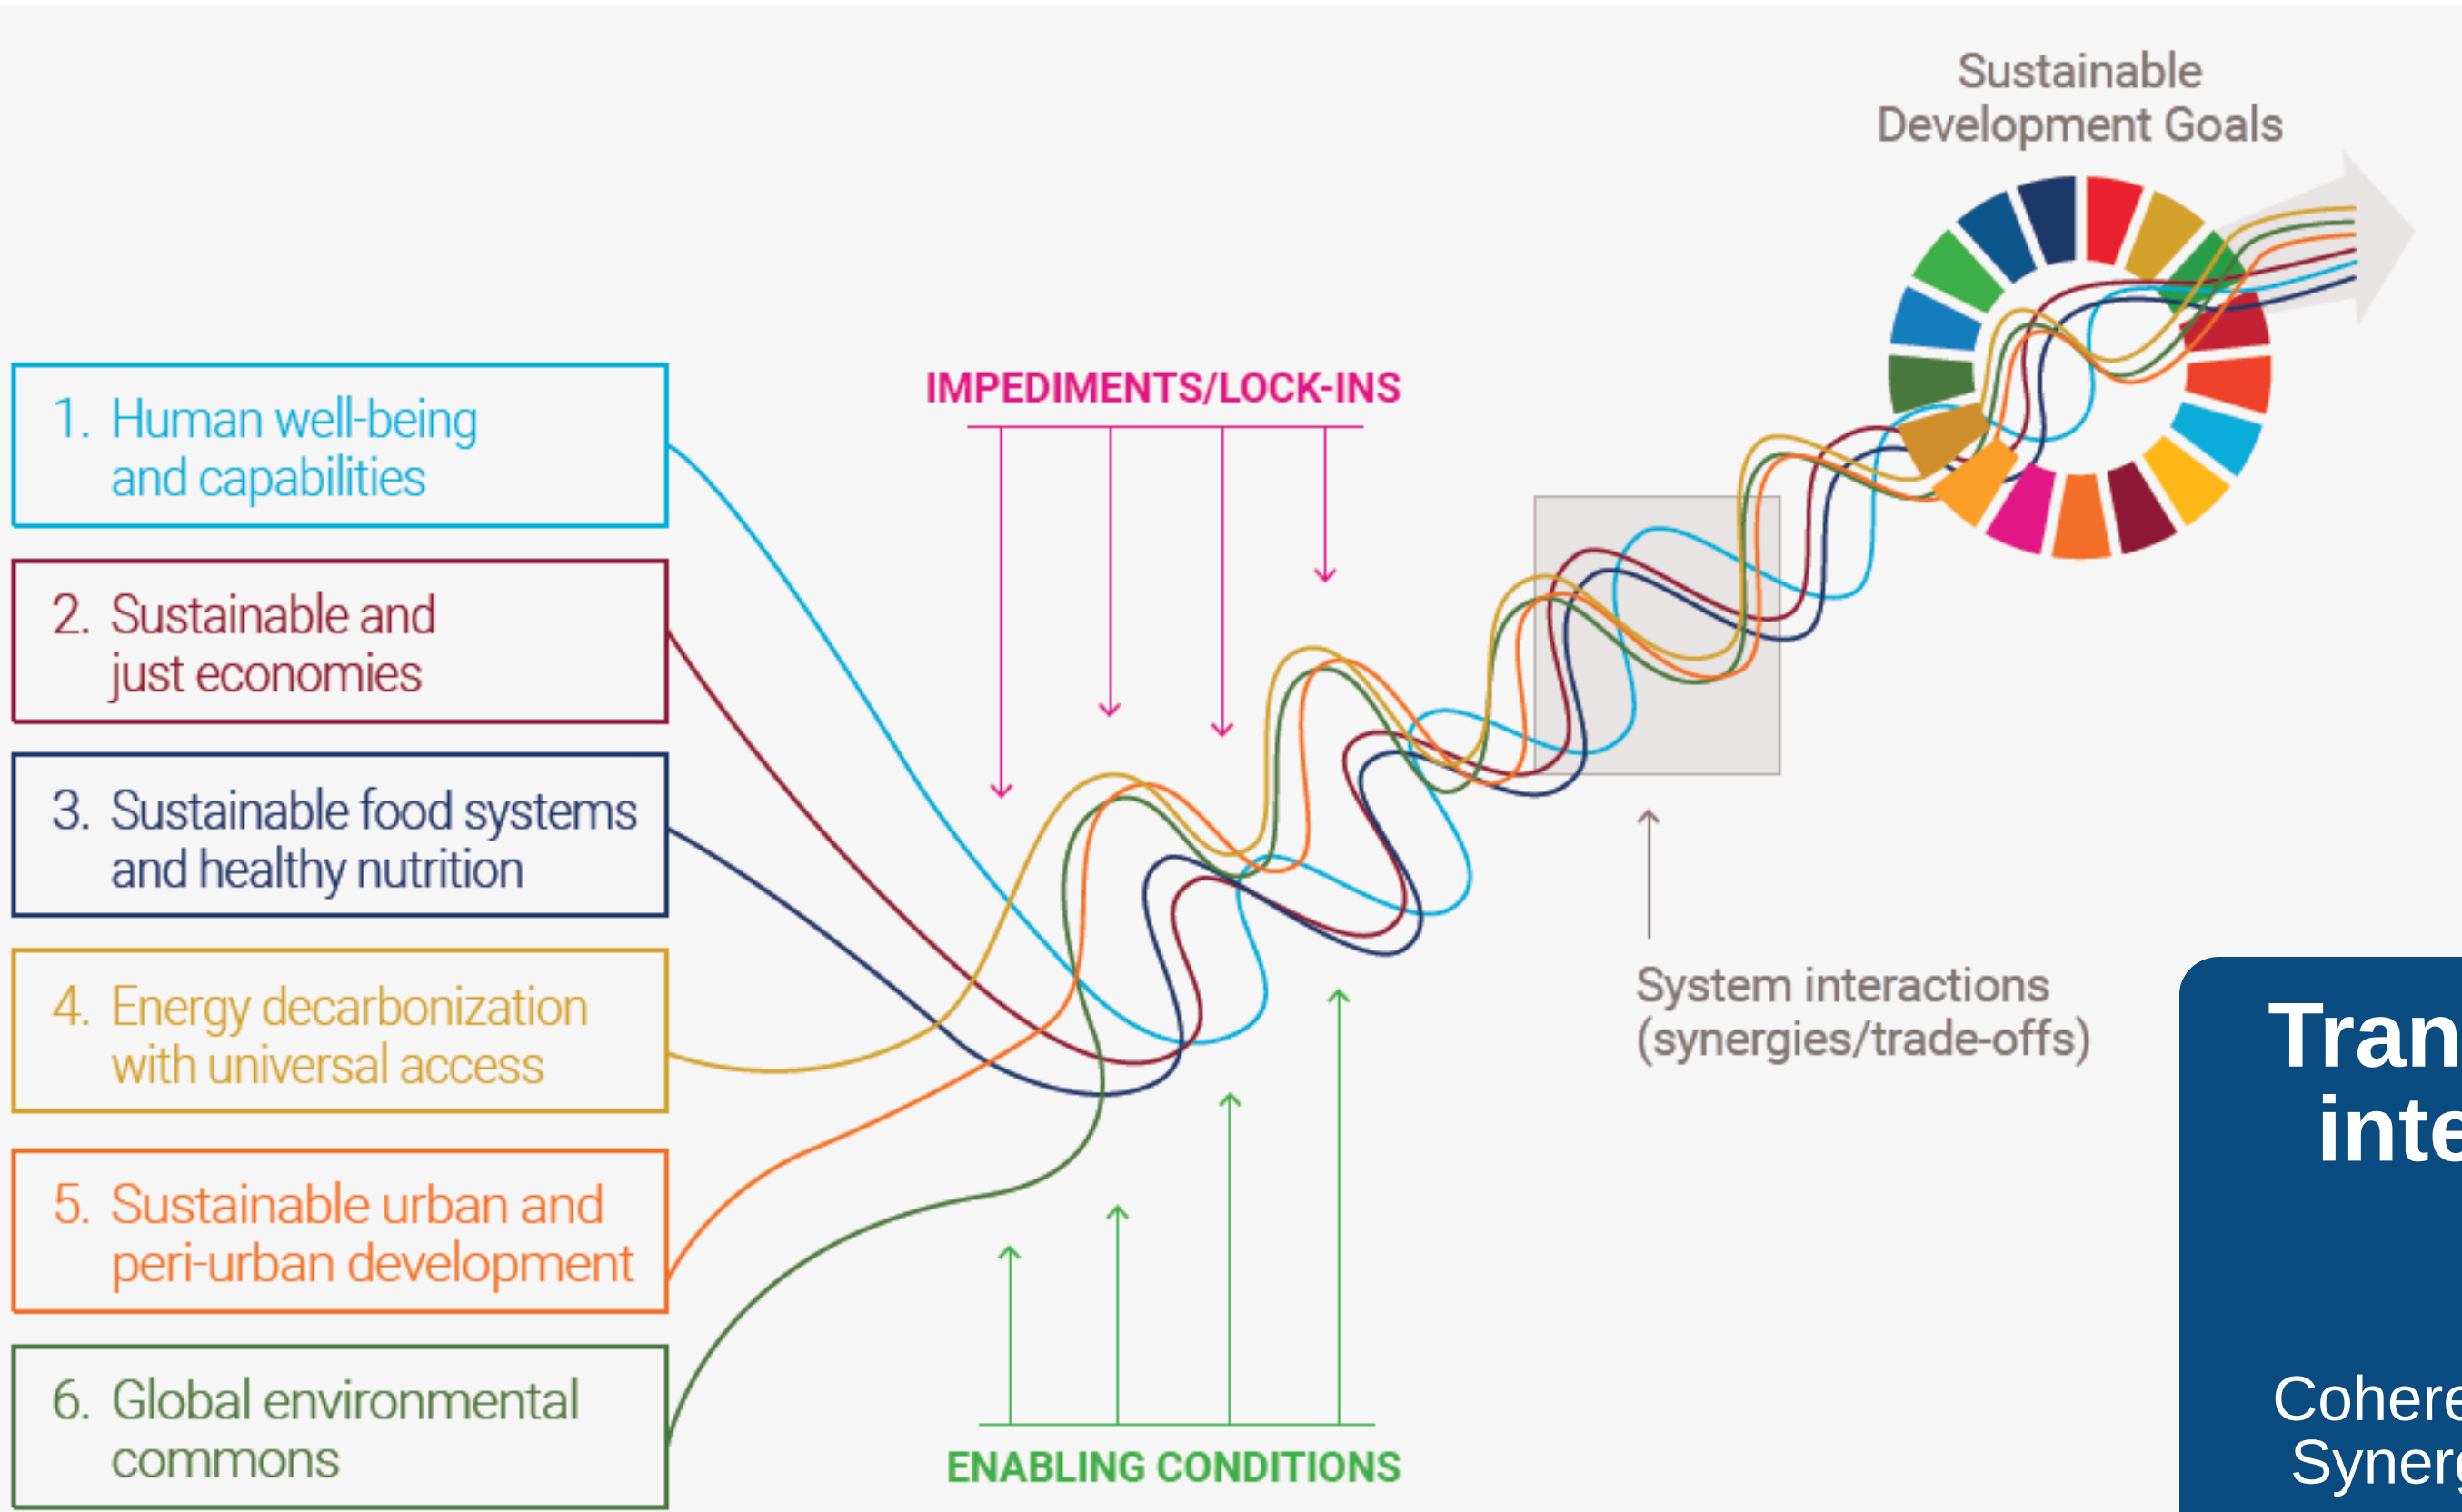 Sustainable
Development Goals
IMPEDIMENTS/LOCK-INS
1. Human well-being
and capabilities
2. Sustainable and
just economies
3. Sustainable food systems
and healthy nutrition
4. Energy decarbonization
with universal access
5. Sustainable urban and
peri-urban development
6. Global environmental
commons
System interactions
(synergies/trade-offs)
ENABLING CONDITIONS